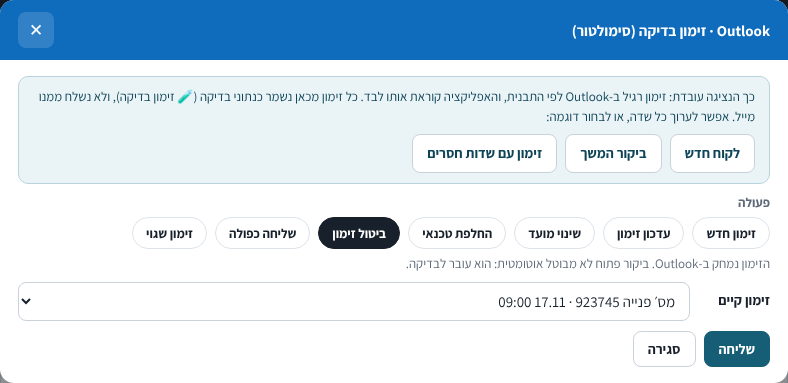 Outlook · זימון בדיקה (סימולטור)
×
כך הנציגה עובדת: זימון רגיל ב-Outlook לפי התבנית, והאפליקציה קוראת אותו לבד. כל זימון מכאן נשמר כנתוני בדיקה (🧪 זימון בדיקה), ולא נשלח ממנו
מייל. אפשר לערוך כל שדה, או לבחור דוגמה:
לקוח חדש
ביקור המשך
זימון עם שדות חסרים
פעולה
זימון חדש
עדכון זימון
שינוי מועד
החלפת טכנאי
ביטול זימון
שליחה כפולה
זימון שגוי
הזימון נמחק ב-Outlook. ביקור פתוח לא מבוטל אוטומטית: הוא עובר לבדיקה.
זימון קיים
מס׳ פנייה 923745 · 17.11 09:00
שליחה
סגירה